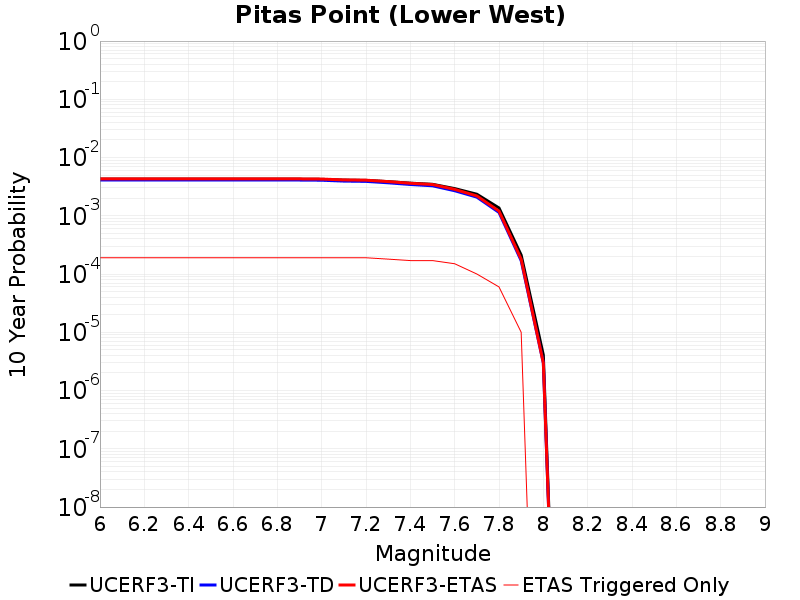 Pitas Point (Lower West)
10^0
10^-1
10^-2
10^-3
10^-4
10^-5
10^-6
10^-7
10^-8
10 Year Probability
6 6.2 6.4 6.6 6.8 7 7.2 7.4 7.6 7.8 8 8.2 8.4 8.6 8.8 9
Magnitude
UCERF3-TI UCERF3-TD UCERF3-ETAS ETAS Triggered Only